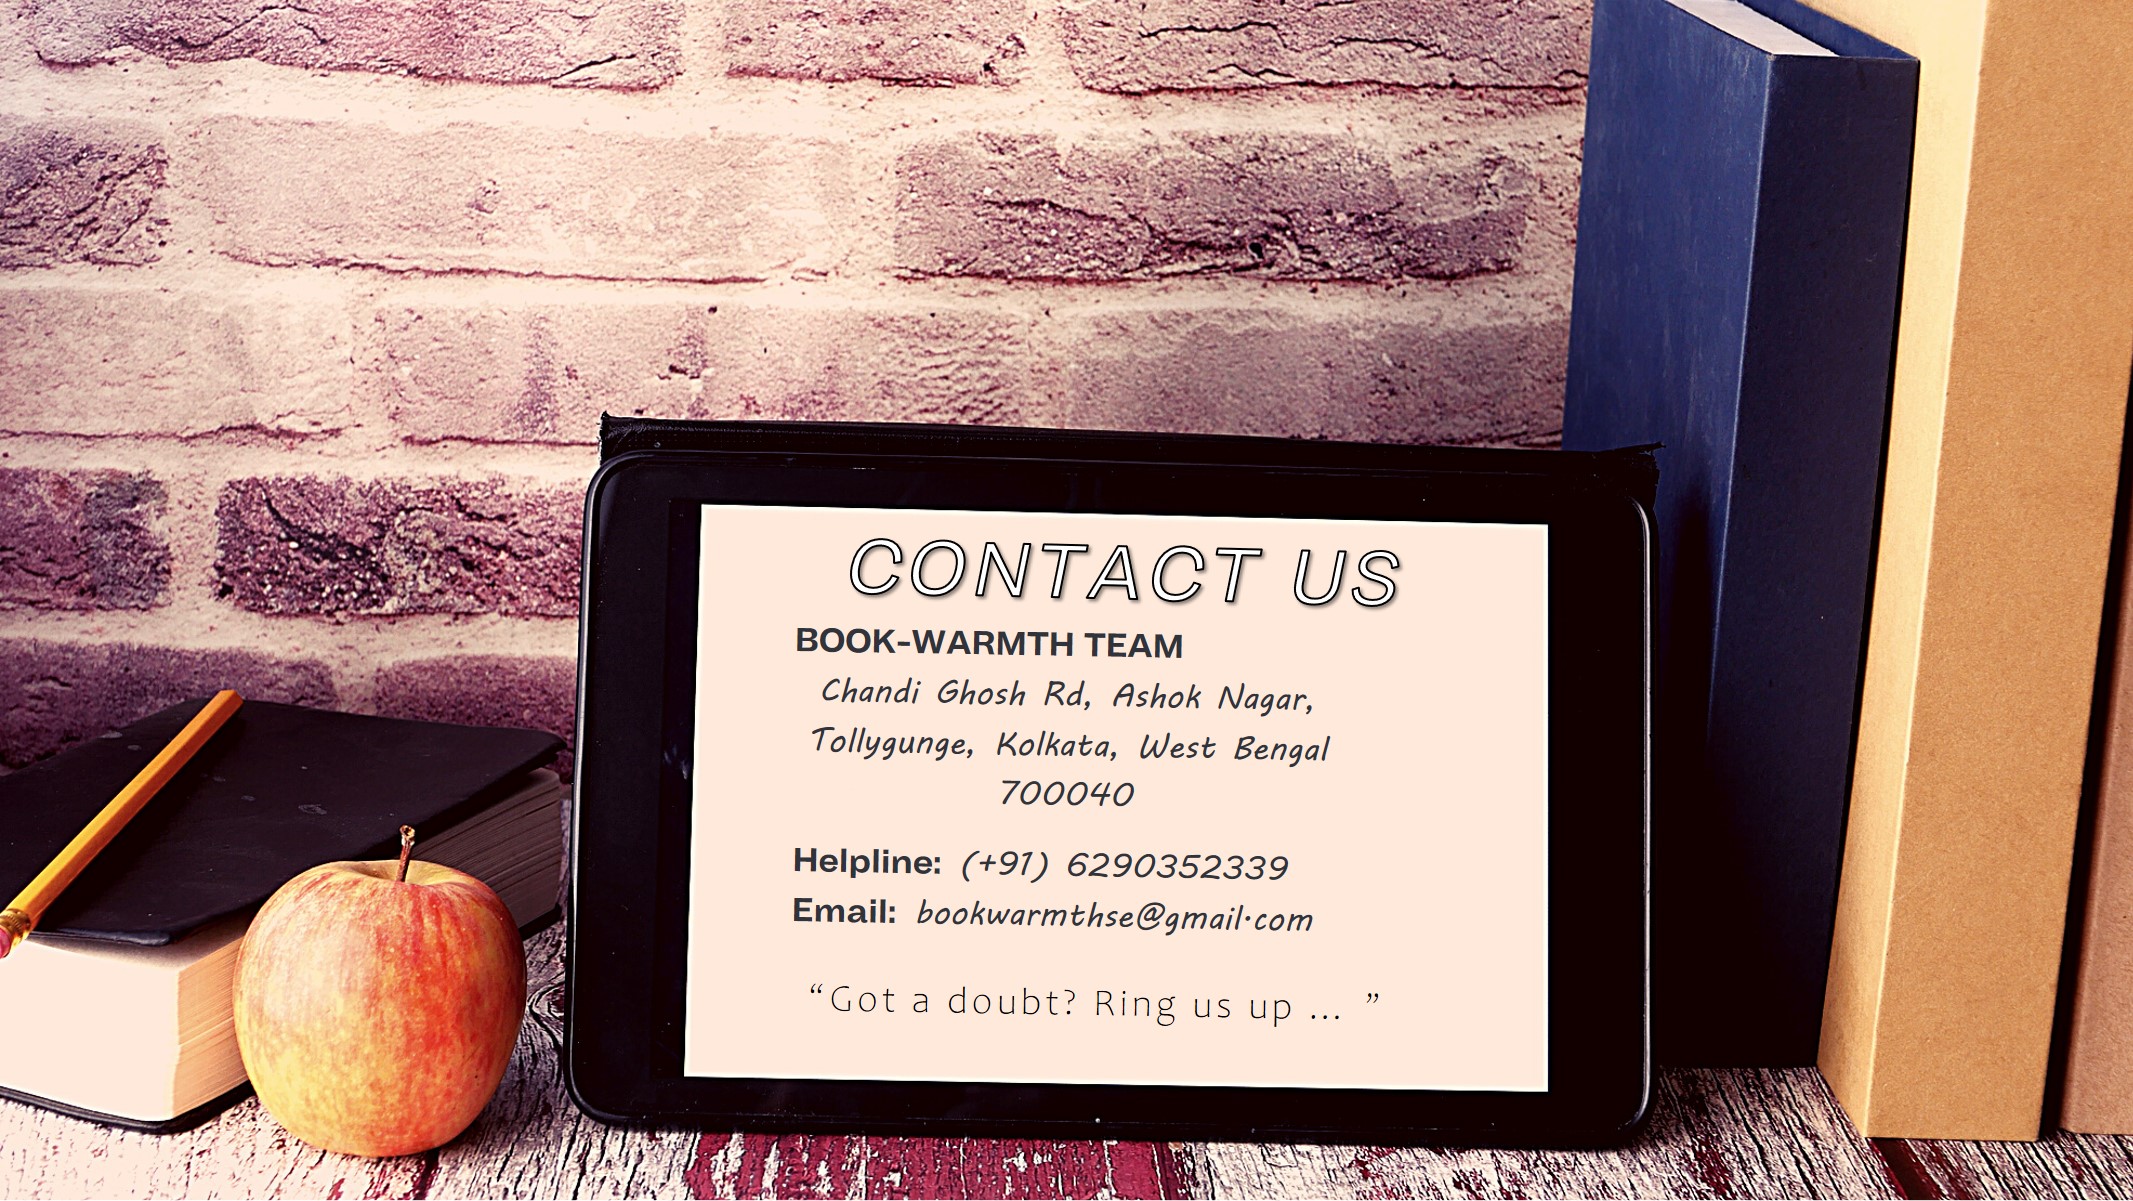 CONTACT US
BOOK-WARMTH TEAM
Chandi Ghosh Rd, Ashok Nagar,
Tollygunge, Kolkata, West Bengal
700040
Helpline: (+91) 6290352339
Email: bookwarmthse@gmail.com
“Got a doubt? Ring us up ... ”